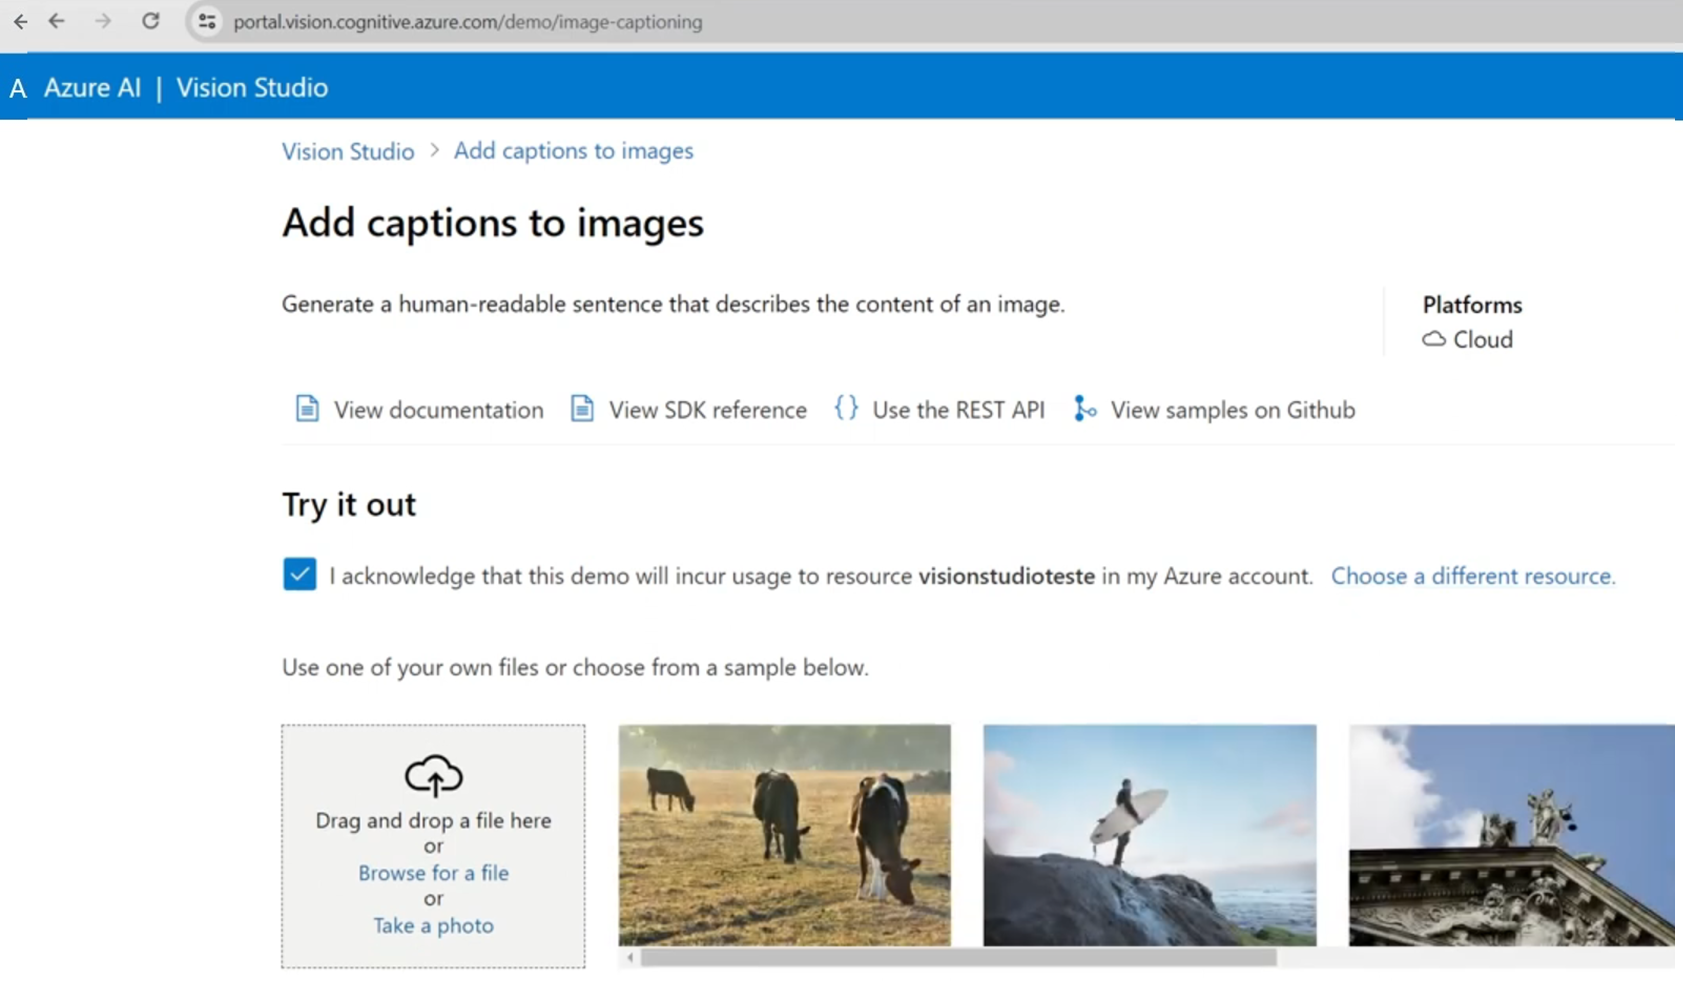 portal.vision.cognitive.azure.com/demo/image-captioning
A Azure AI | Vision Studio
Vision Studio > Add captions to images
Add captions to images
Generate a human-readable sentence that describes the content of an image.
Platforms
Cloud
View documentation View SDK reference {} Use the REST API View samples on Github
Try it out
I acknowledge that this demo will incur usage to resource visionstudioteste in my Azure account. Choose a different resource.
Use one of your own files or choose from a sample below.
Drag and drop a file here
or
Browse for a file
or
Take a photo